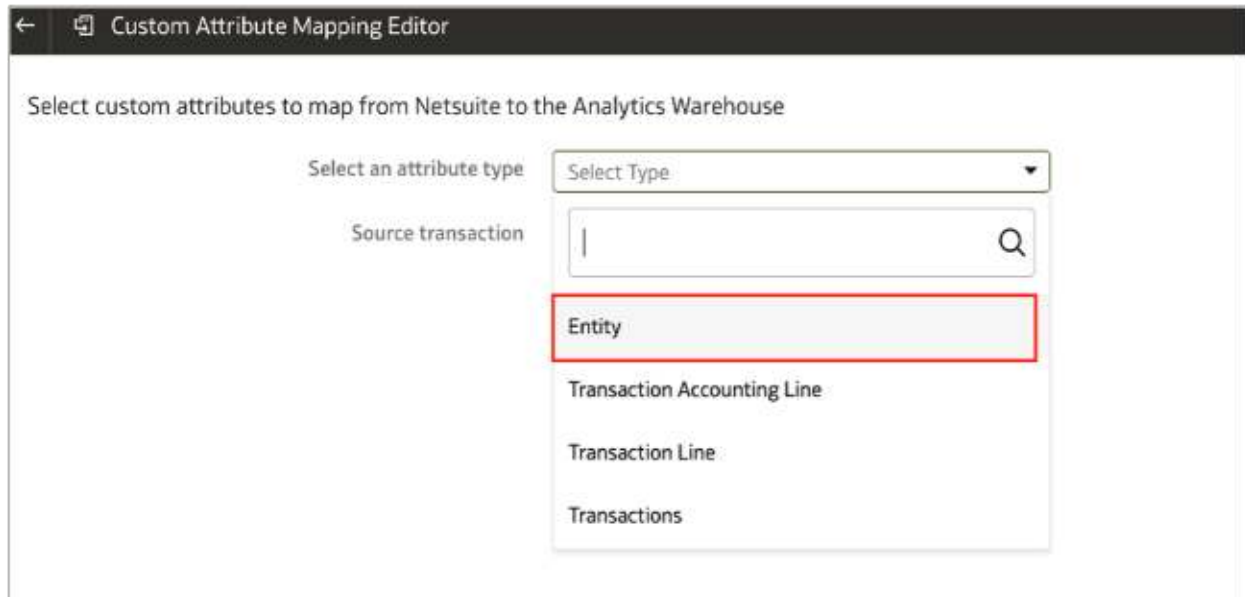 Custom Attribute Mapping Editor
Select custom attributes to map from Netsuite to the Analytics Warehouse
Select an attribute type Select Type
Source transaction
Entity
Transaction Accounting Line
Transaction Line
Transactions